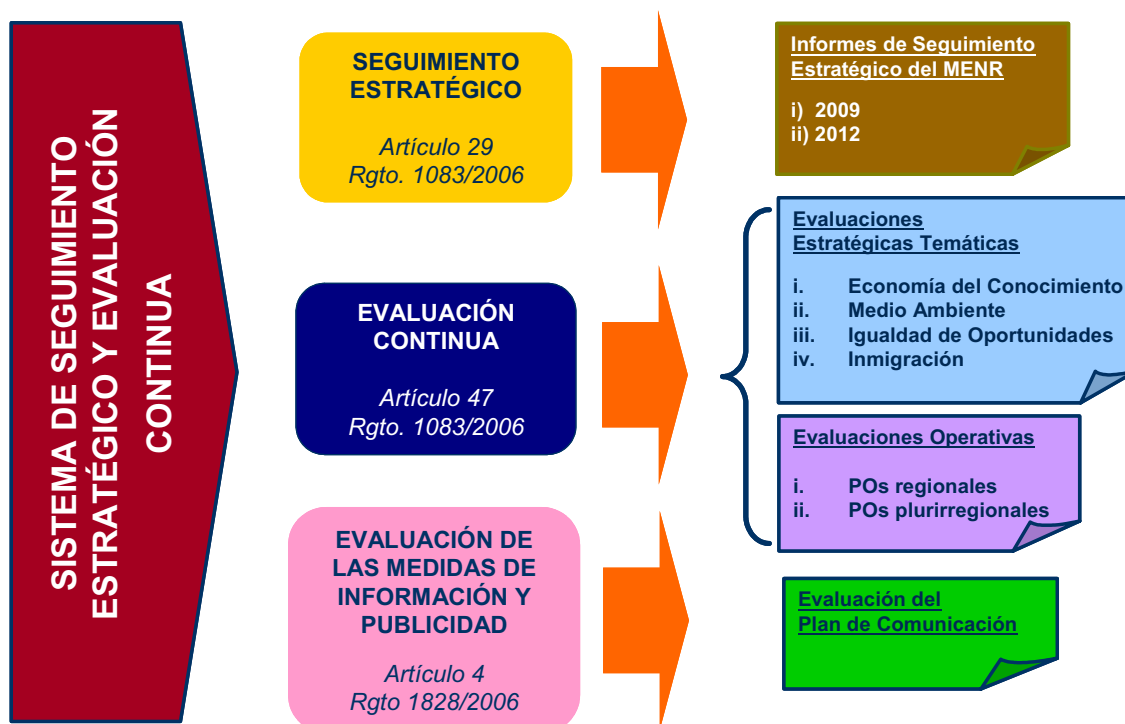 SISTEMA DE SEGUIMIENTO
ESTRATÉGICO Y EVALUACIÓN
CONTINUA
SEGUIMIENTO
ESTRATÉGICO
Artículo 29
Rgto. 1083/2006
Informes de Seguimiento
Estratégico del MENR
i) 2009
ii) 2012
EVALUACIÓN
CONTINUA
Artículo 47
Rgto. 1083/2006
Evaluaciones
Estratégicas Temáticas
i. Economía del Conocimiento
ii. Medio Ambiente
iii. Igualdad de Oportunidades
iv. Inmigración
Evaluaciones Operativas
i. POs regionales
ii. POs plurirregionales
EVALUACIÓN DE
LAS MEDIDAS DE
INFORMACIÓN Y
PUBLICIDAD
Artículo 4
Rgto 1828/2006
Evaluación del
Plan de Comunicación